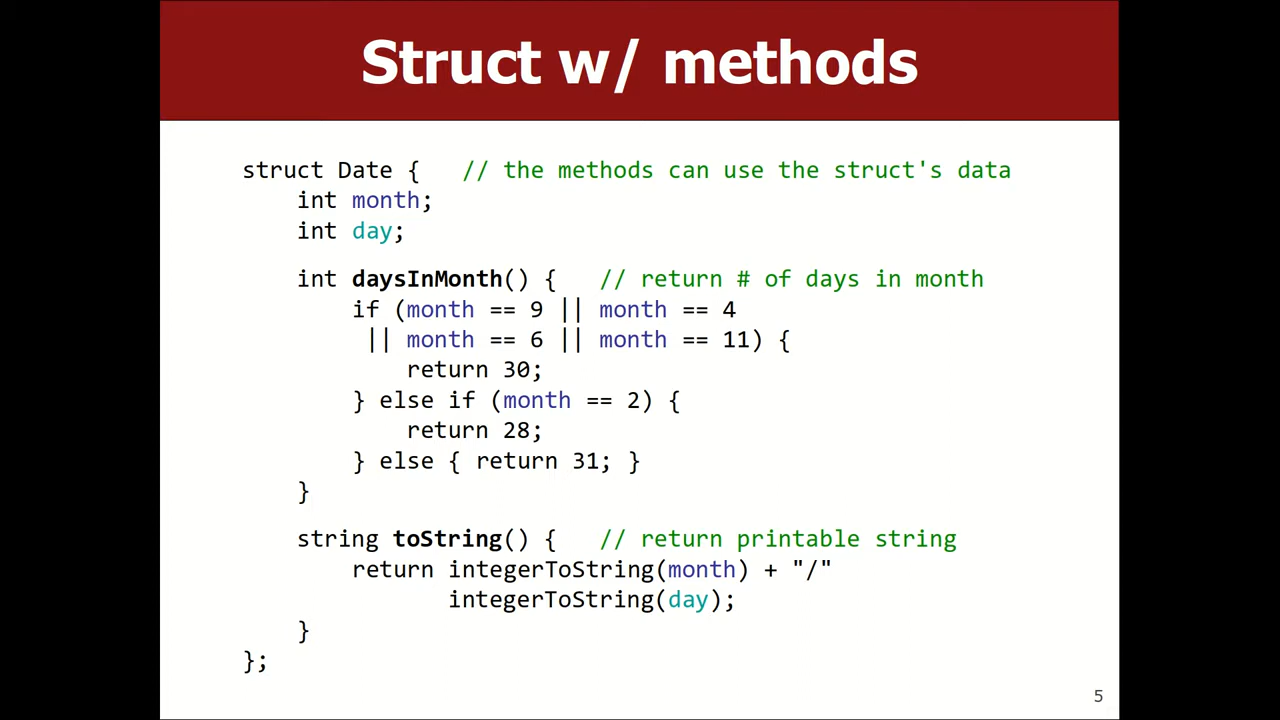 Struct w/ methods
struct Date {   // the methods can use the struct's data
    int month;
    int day;
    int daysInMonth() {   // return # of days in month
        if (month == 9 || month == 4
         || month == 6 || month == 11) {
            return 30;
        } else if (month == 2) {
            return 28;
        } else { return 31; }
    }
    string toString() {   // return printable string
        return integerToString(month) + "/"
               integerToString(day);
    }
};
5